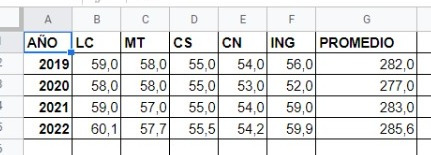 A B C D E F G
AÑO LC MT CS CN ING PROMEDIO
2019 59,0 58,0 55,0 54,0 56,0 282,0
2020 58,0 58,0 55,0 53,0 52,0 277,0
2021 59,0 57,0 55,0 54,0 59,0 283,0
2022 60,1 57,7 55,5 54,2 59,9 285,6